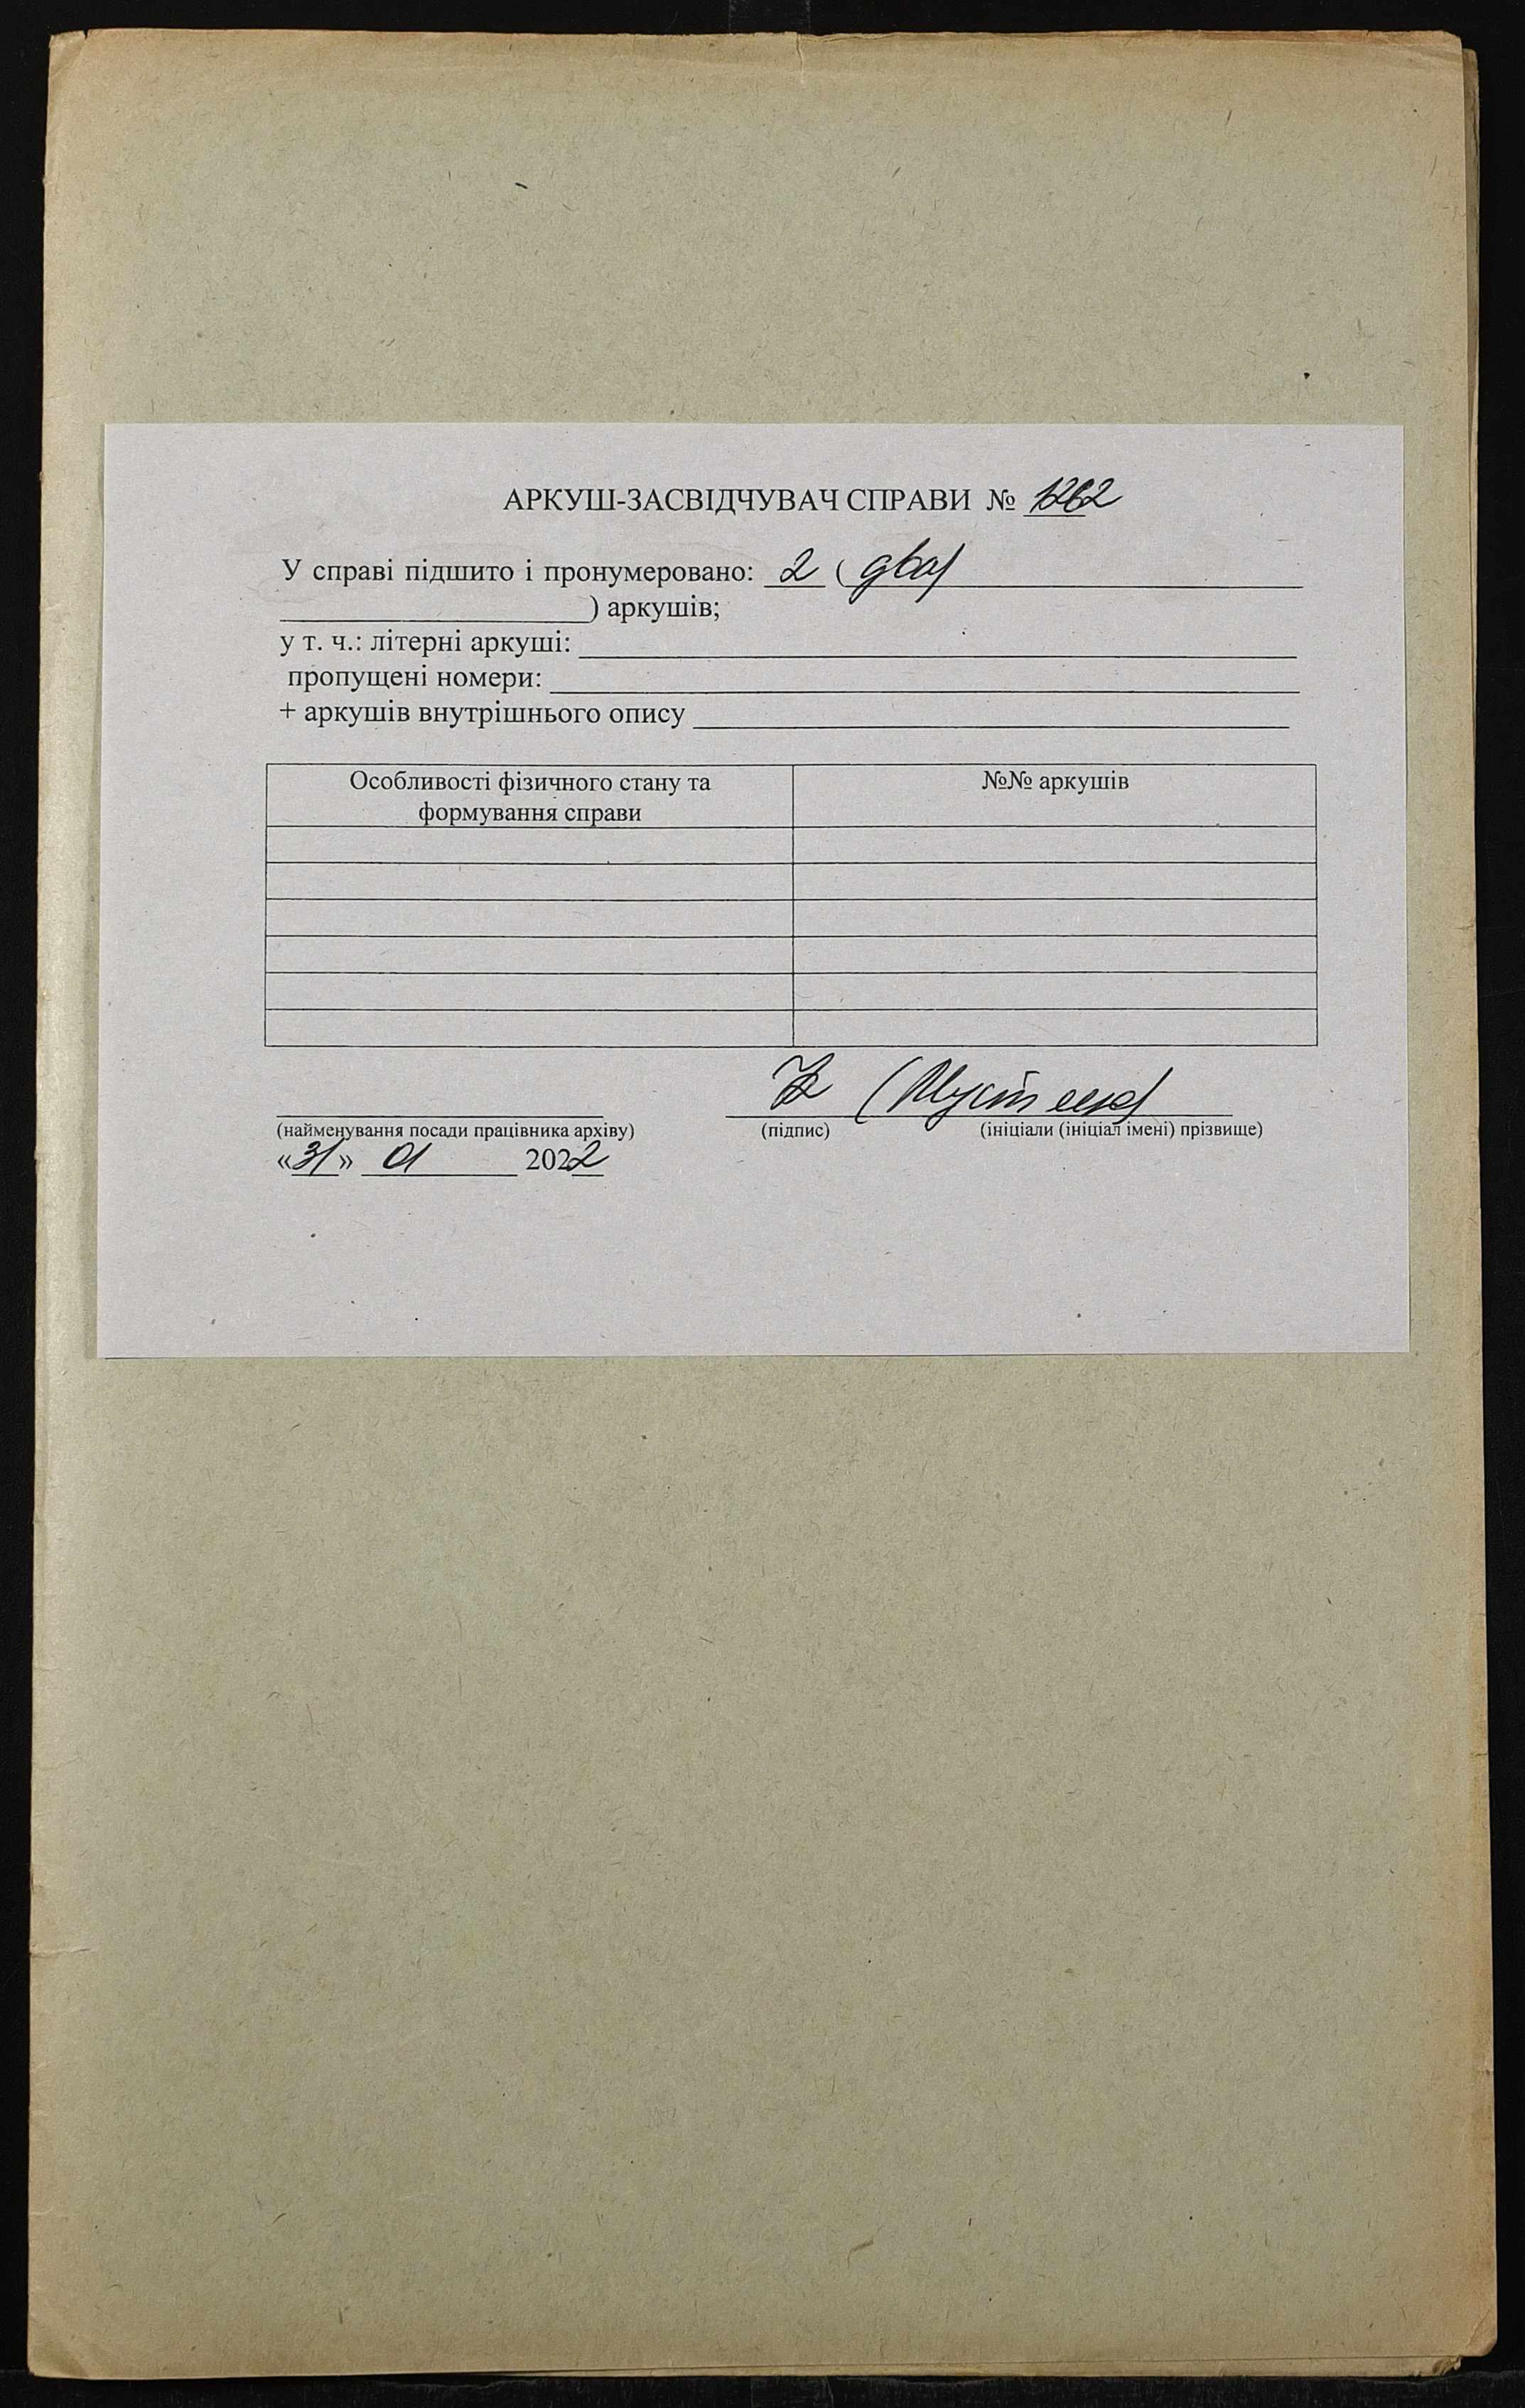 АРКУШ-ЗАСВІДЧУВАЧ СПРАВИ № 1262
У справі підшито і пронумеровано: 2 ( два)
) аркушів;
у т. ч.: літерні аркуші:
пропущені номери:
+ аркушів внутрішнього опису
Особливості фізичного стану та
формування справи
№№ аркушів
(найменування посади працівника архіву)
(підпис)
(ініціали (ініціал імені) прізвище)
«31» 01 2022